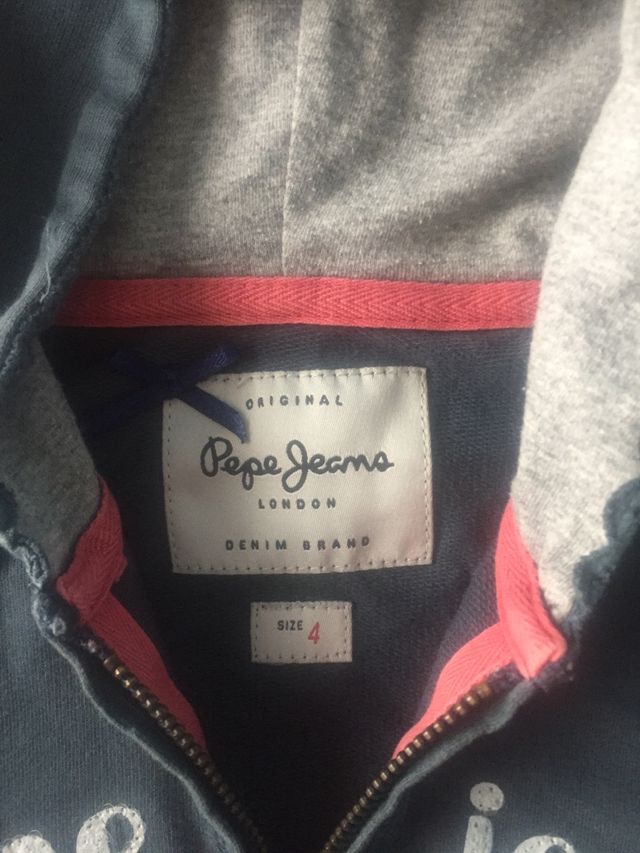 ORIGINAL
Pepe Jeans
LONDON
DENIM BRAND
SIZE 4